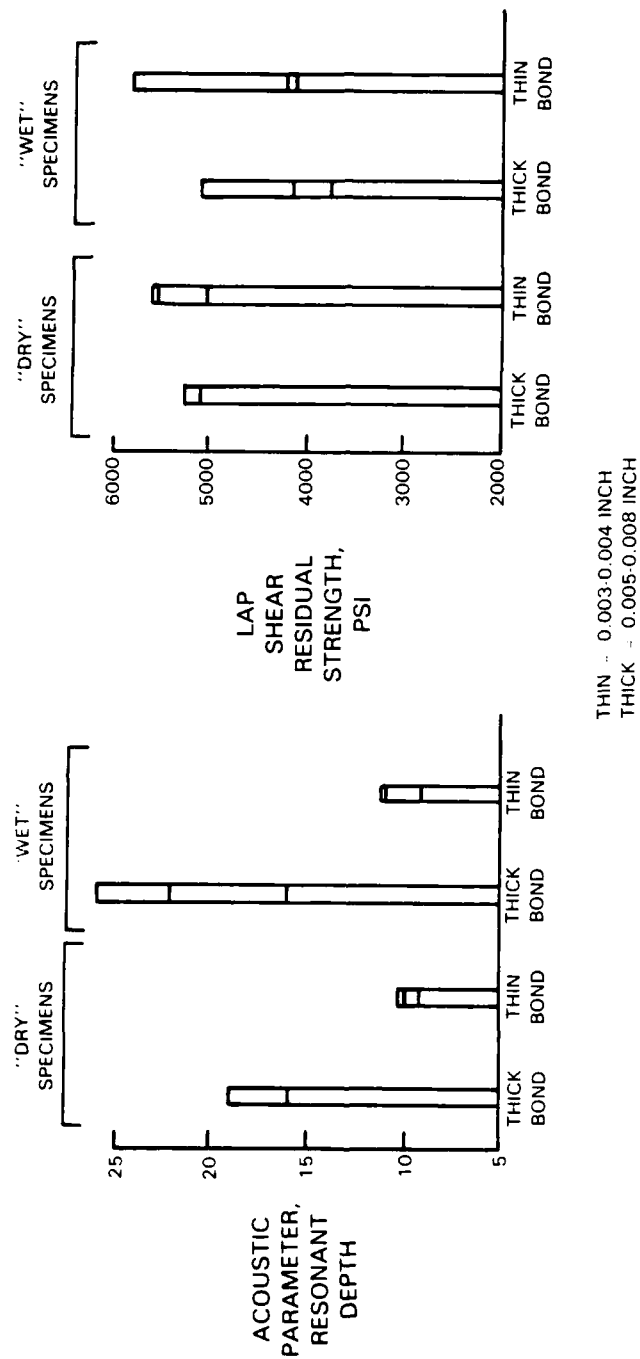 ACOUSTIC
PARAMETER,
RESONANT
DEPTH
25
20
15
10
5
"DRY"
SPECIMENS
'WET"
SPECIMENS
THICK
BOND
THIN
BOND
THICK
BOND
THIN
BOND
LAP
SHEAR
RESIDUAL
STRENGTH,
PSI
6000
5000
4000
3000
2000
"DRY"
SPECIMENS
"WET"
SPECIMENS
THICK
BOND
THIN
BOND
THICK
BOND
THIN
BOND
THIN - 0.003-0.004 INCH
THICK - 0.005-0.008 INCH